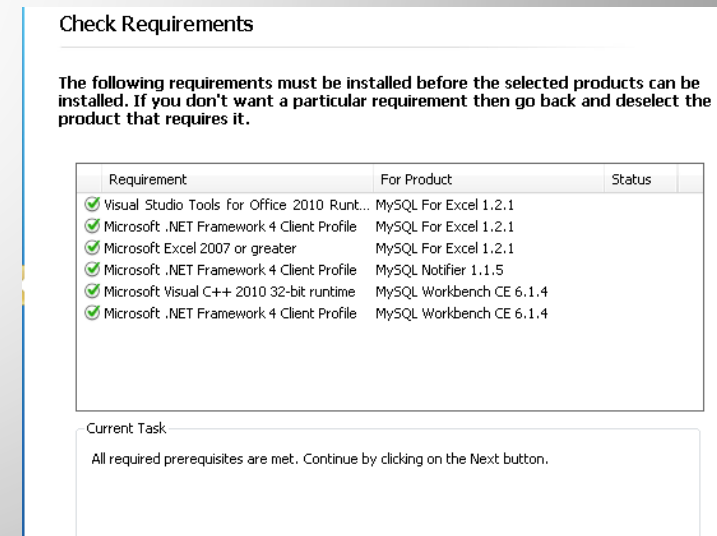 Check Requirements
The following requirements must be installed before the selected products can be
installed. If you don't want a particular requirement then go back and deselect the
product that requires it.
Requirement For Product Status
Visual Studio Tools for Office 2010 Runt... MySQL For Excel 1.2.1
Microsoft .NET Framework 4 Client Profile MySQL For Excel 1.2.1
Microsoft Excel 2007 or greater MySQL For Excel 1.2.1
Microsoft .NET Framework 4 Client Profile MySQL Notifier 1.1.5
Microsoft Visual C++ 2010 32-bit runtime MySQL Workbench CE 6.1.4
Microsoft .NET Framework 4 Client Profile MySQL Workbench CE 6.1.4
Current Task
All required prerequisites are met. Continue by clicking on the Next button.